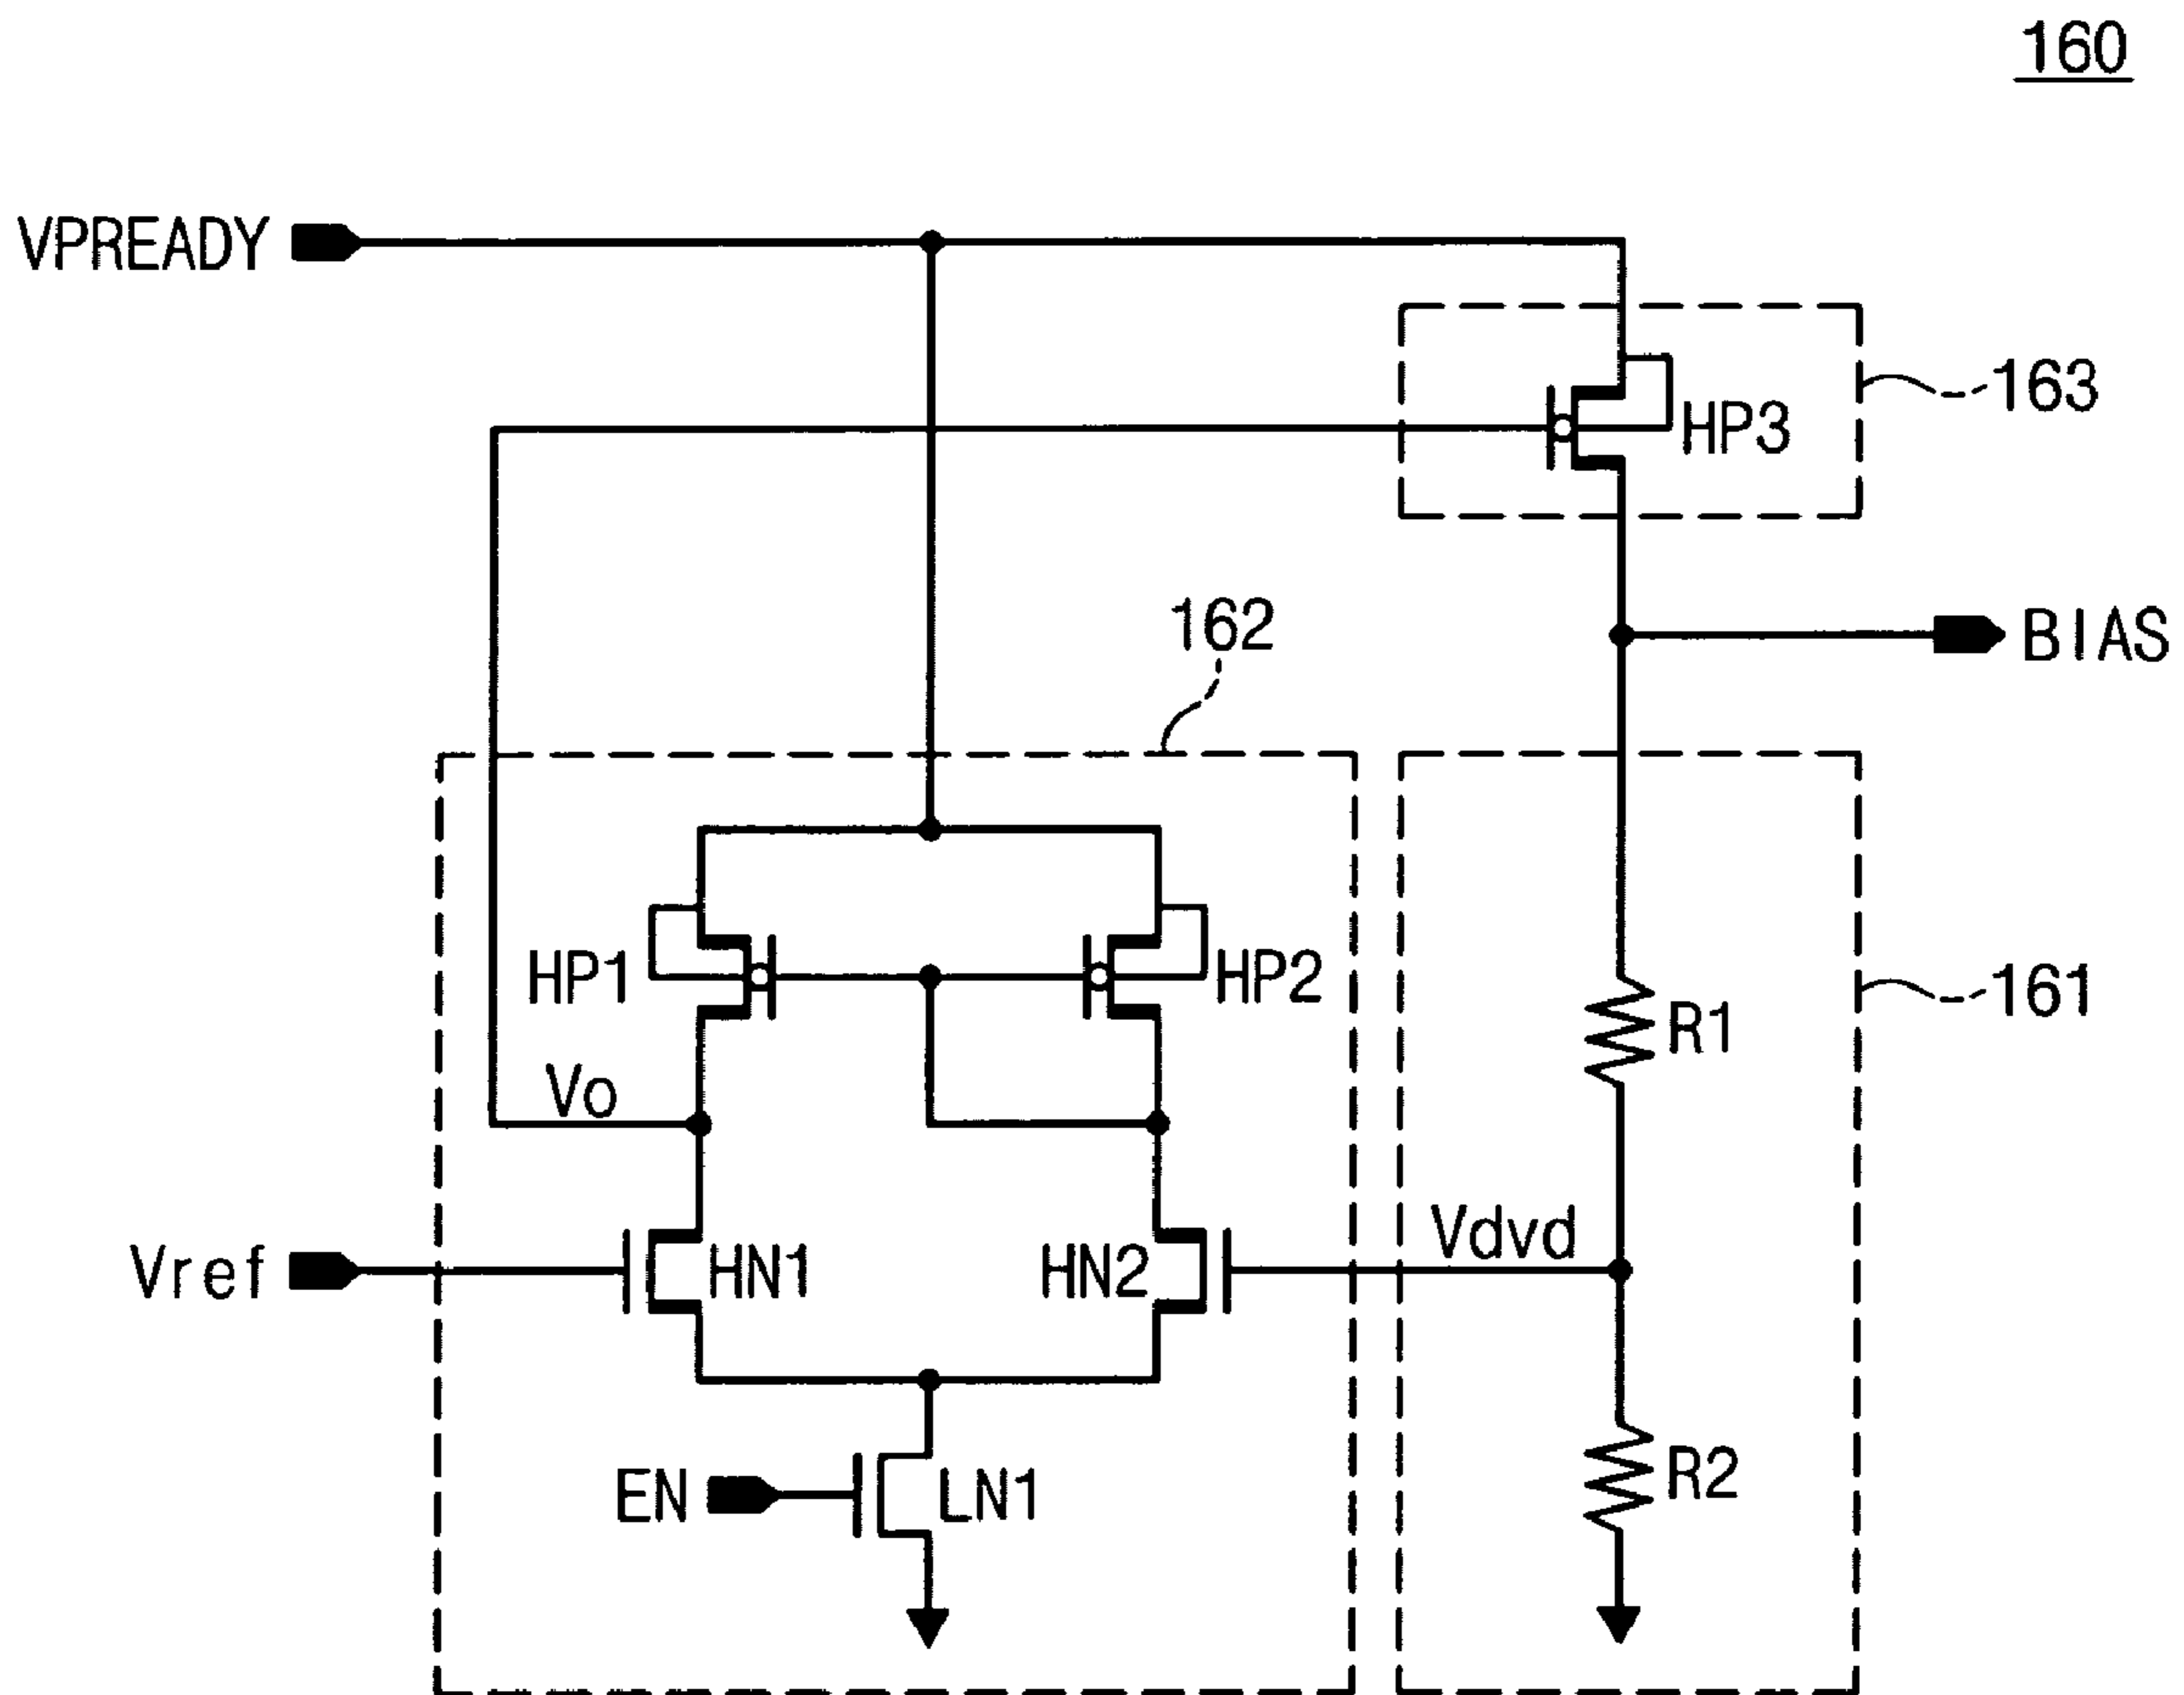 160
VPREADY
163
HP3
162
BIAS
HP1
HP2
161
R1
Vo
Vdvd
Vref
HN1
HN2
EN
LN1
R2